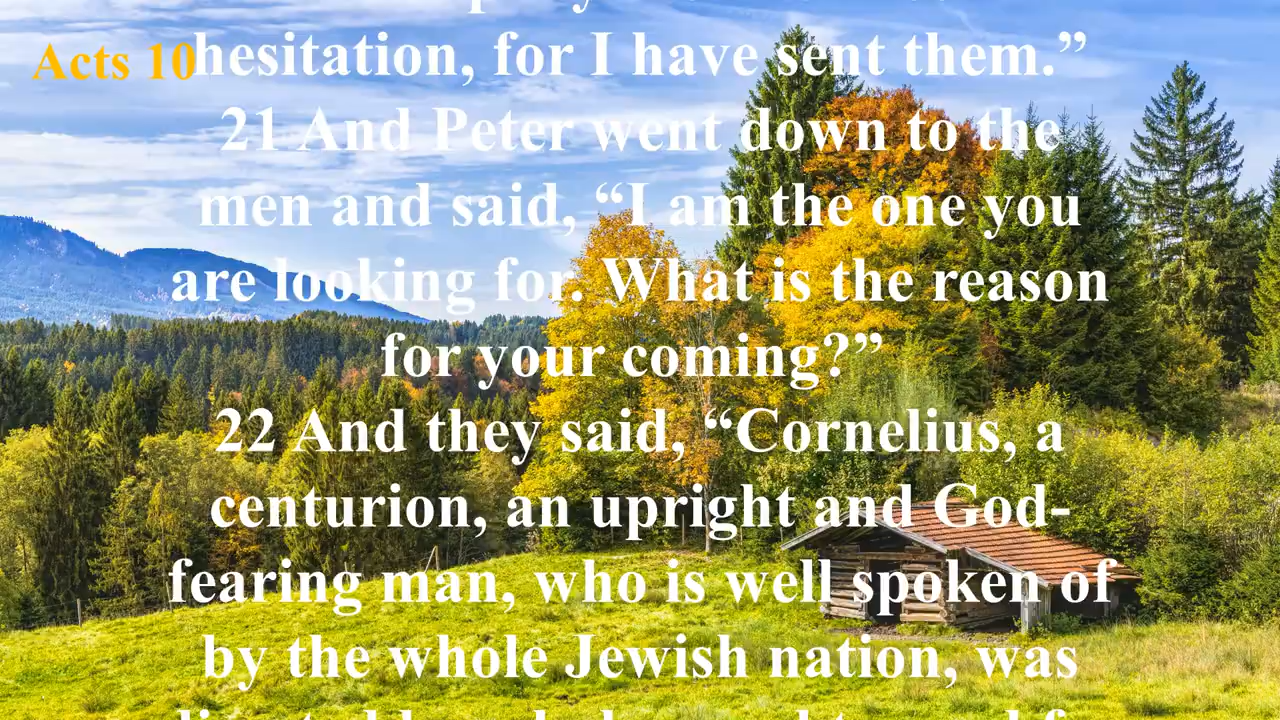 Acts 10
hesitation, for I have sent them.”
21 And Peter went down to the
men and said, “I am the one you
are looking for. What is the reason
for your coming?”
22 And they said, “Cornelius, a
centurion, an upright and God-
fearing man, who is well spoken of
by the whole Jewish nation, was